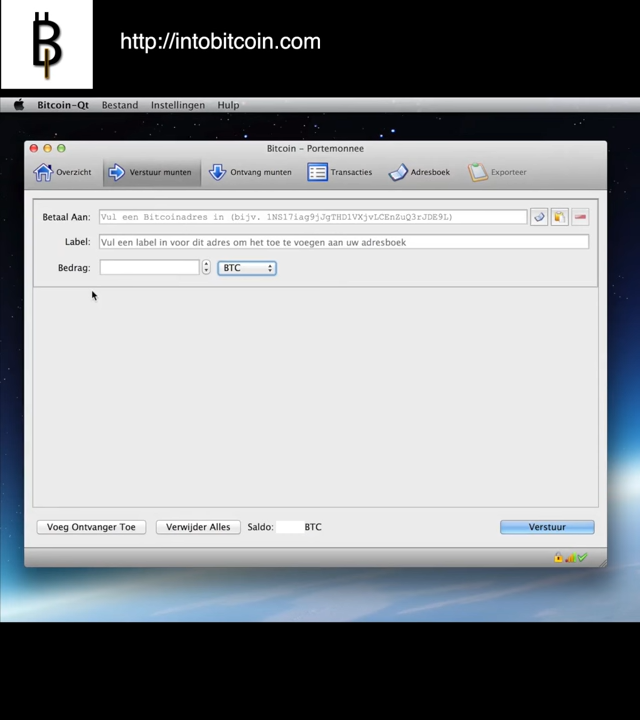 http://intobitcoin.com
Bitcoin-Qt Bestand Instellingen Hulp
Bitcoin - Portemonnee
Overzicht Verstuur munten Ontvang munten Transacties Adresboek Exporteer
Betaal Aan: Vul een Bitcoinadres in (bijv. 1NS17iag9jJgTHD1VXjvLCEnZuQ3rJDE9L)
Label: Vul een label in voor dit adres om het toe te voegen aan uw adresboek
Bedrag: BTC
Voeg Ontvanger Toe Verwijder Alles Saldo: BTC Verstuur